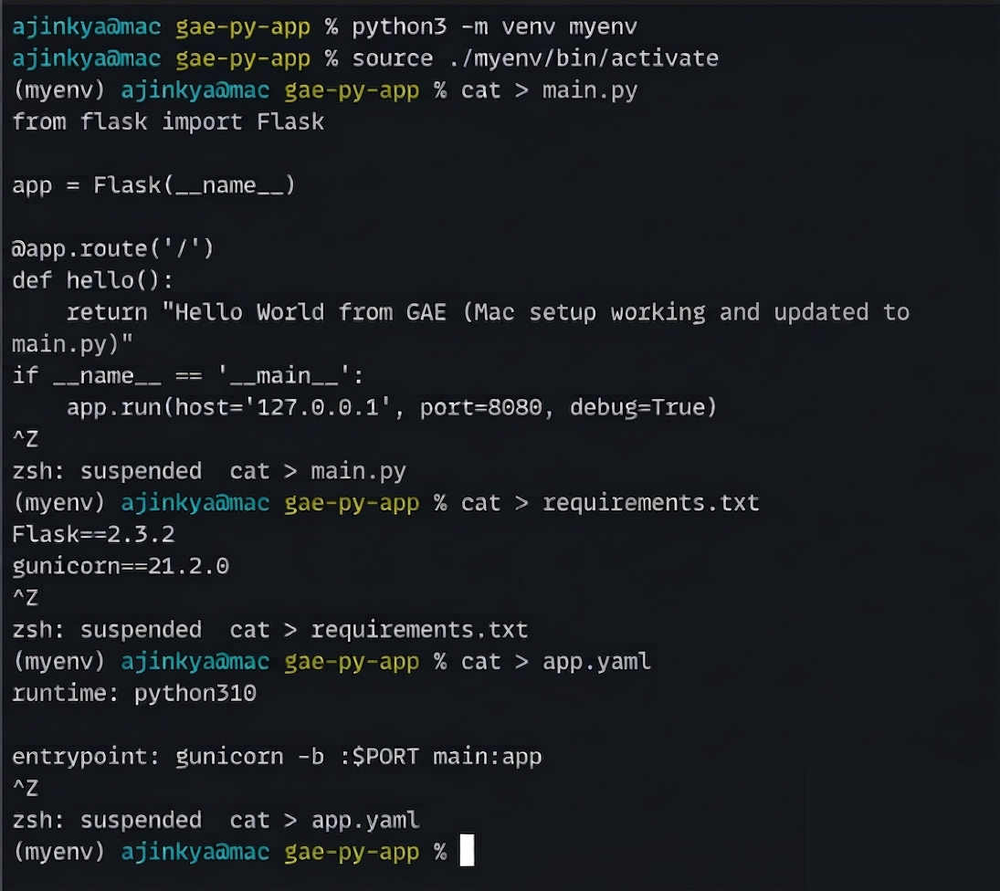 ajinkya@mac gae-py-app % python3 -m venv myenv
ajinkya@mac gae-py-app % source ./myenv/bin/activate
(myenv) ajinkya@mac gae-py-app % cat > main.py
from flask import Flask

app = Flask(__name__)

@app.route('/')
def hello():
    return "Hello World from GAE (Mac setup working and updated to
main.py)"
if __name__ == '__main__':
    app.run(host='127.0.0.1', port=8080, debug=True)
^Z
zsh: suspended  cat > main.py
(myenv) ajinkya@mac gae-py-app % cat > requirements.txt
Flask==2.3.2
gunicorn==21.2.0
^Z
zsh: suspended  cat > requirements.txt
(myenv) ajinkya@mac gae-py-app % cat > app.yaml
runtime: python310

entrypoint: gunicorn -b :$PORT main:app
^Z
zsh: suspended  cat > app.yaml
(myenv) ajinkya@mac gae-py-app %